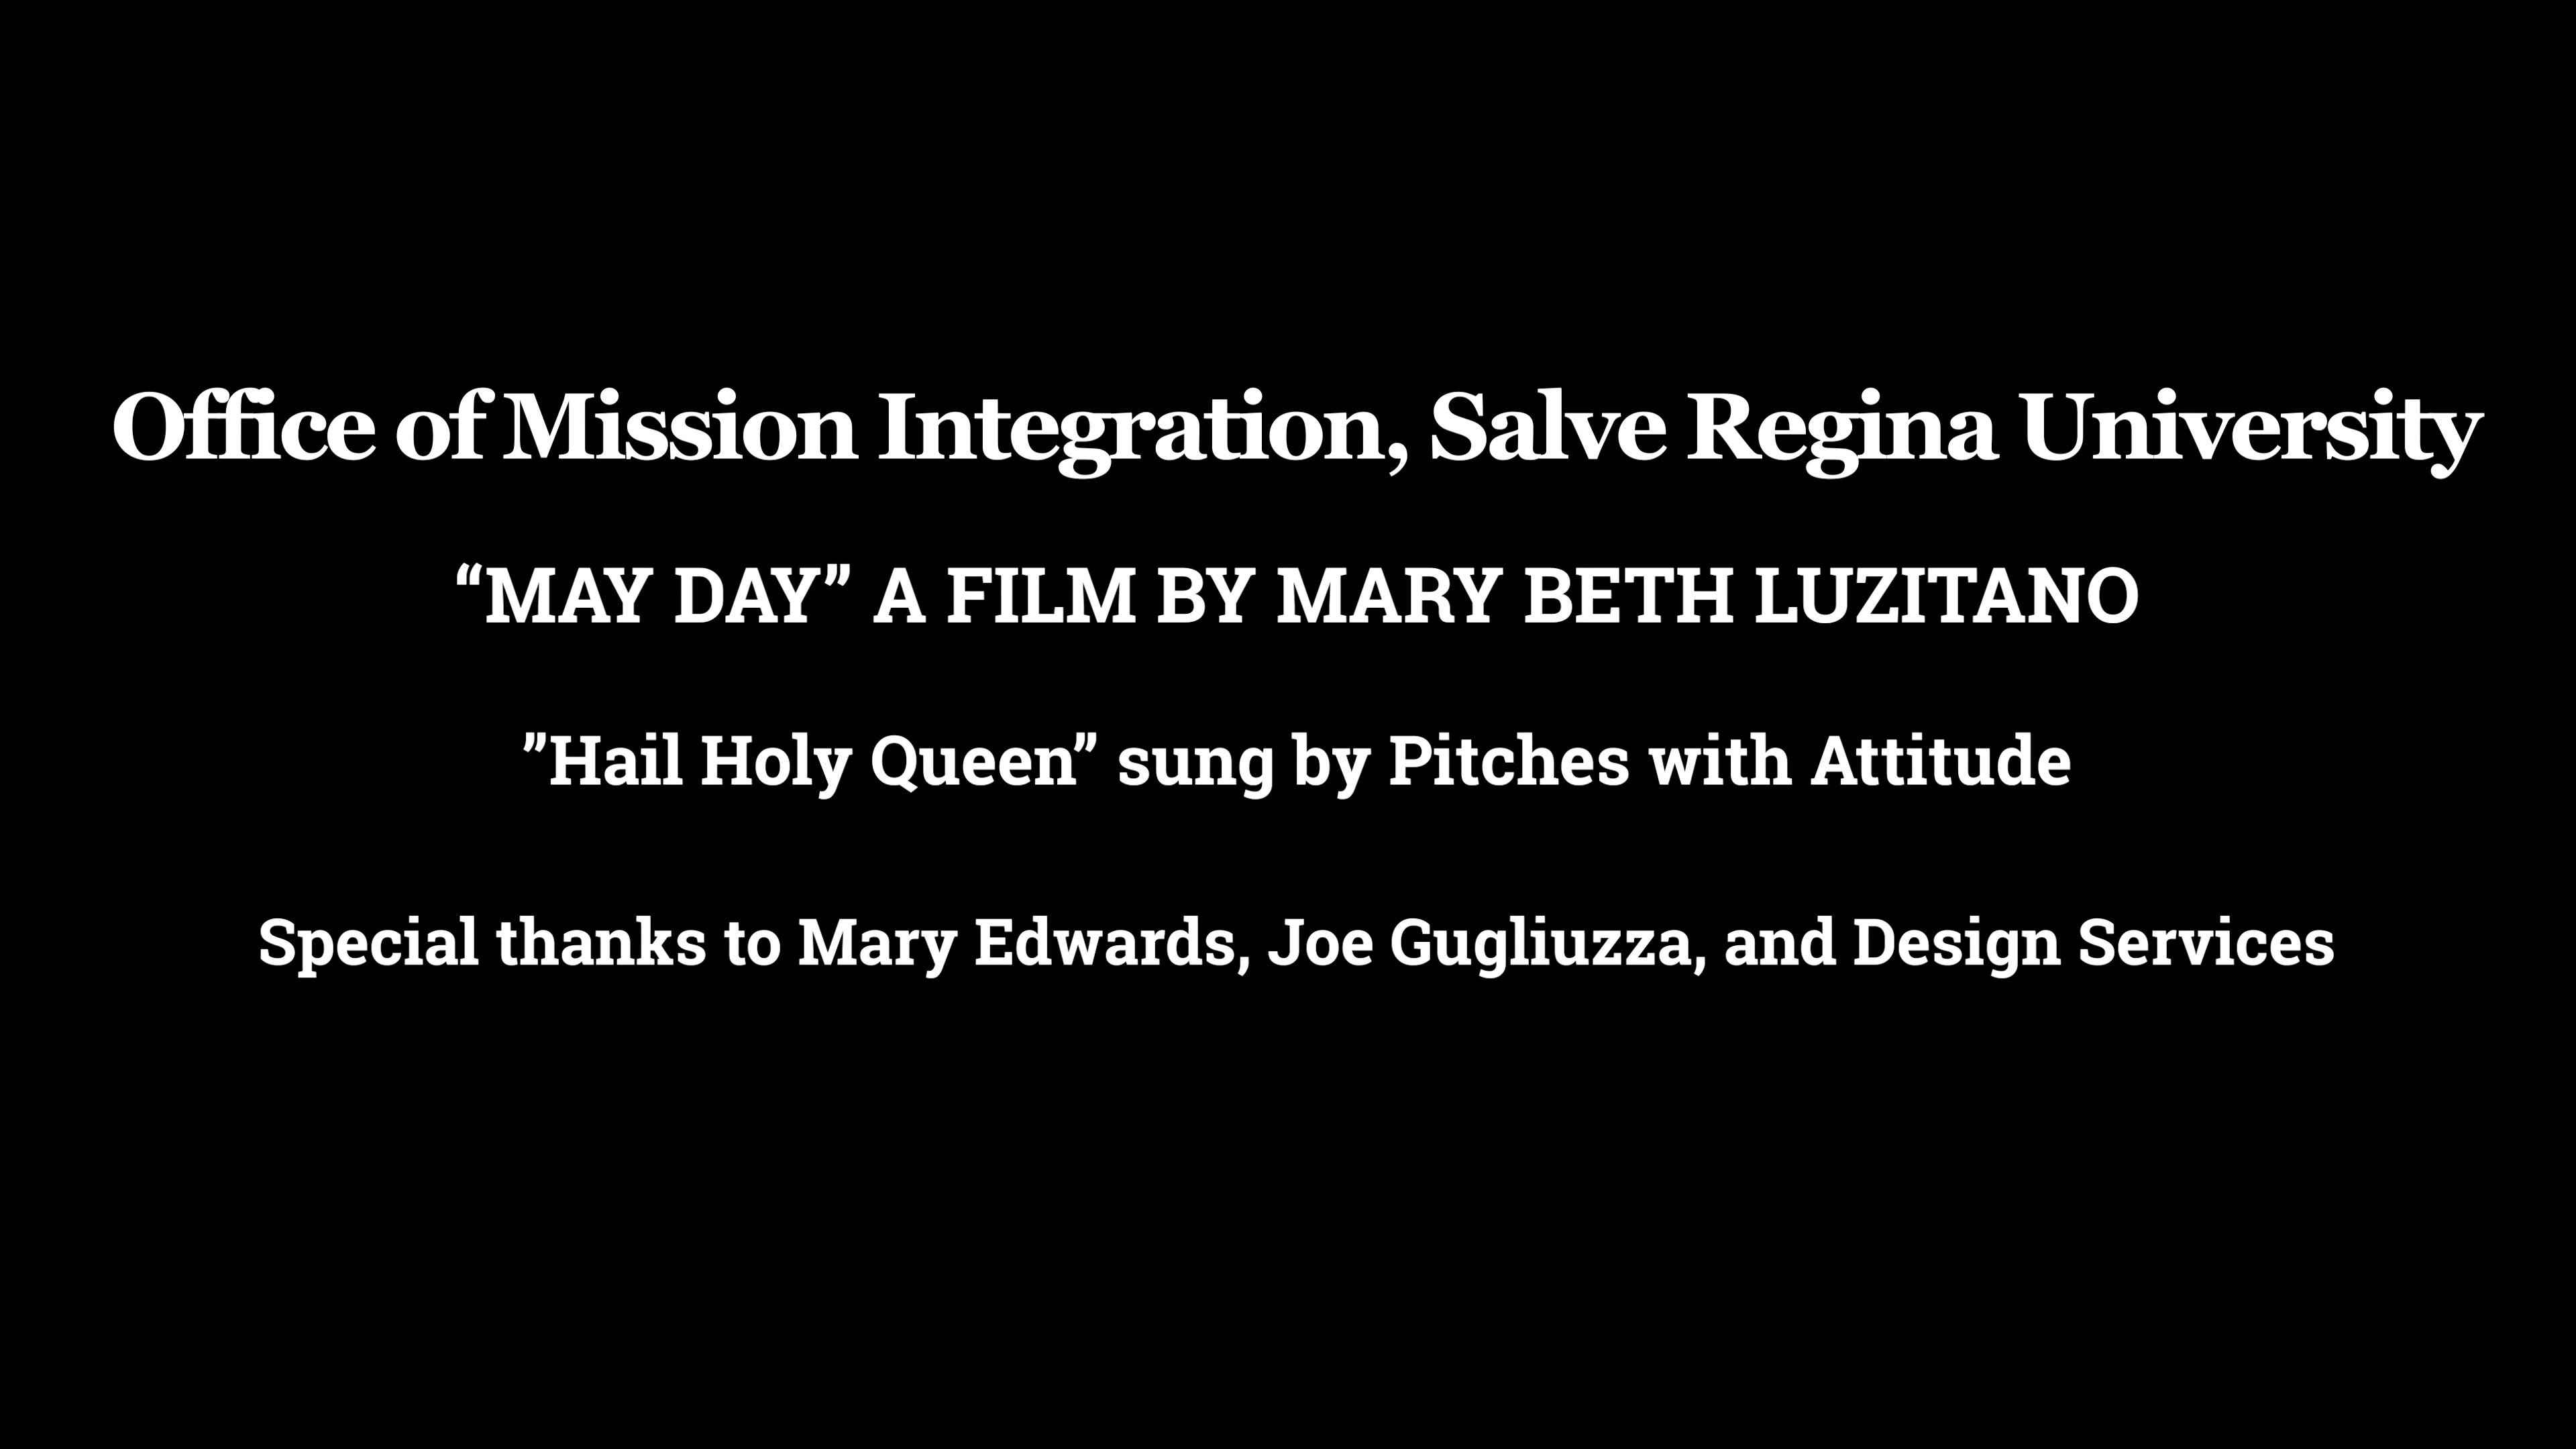 Office of Mission Integration, Salve Regina University
“MAY DAY” A FILM BY MARY BETH LUZITANO
”Hail Holy Queen” sung by Pitches with Attitude
Special thanks to Mary Edwards, Joe Gugliuzza, and Design Services